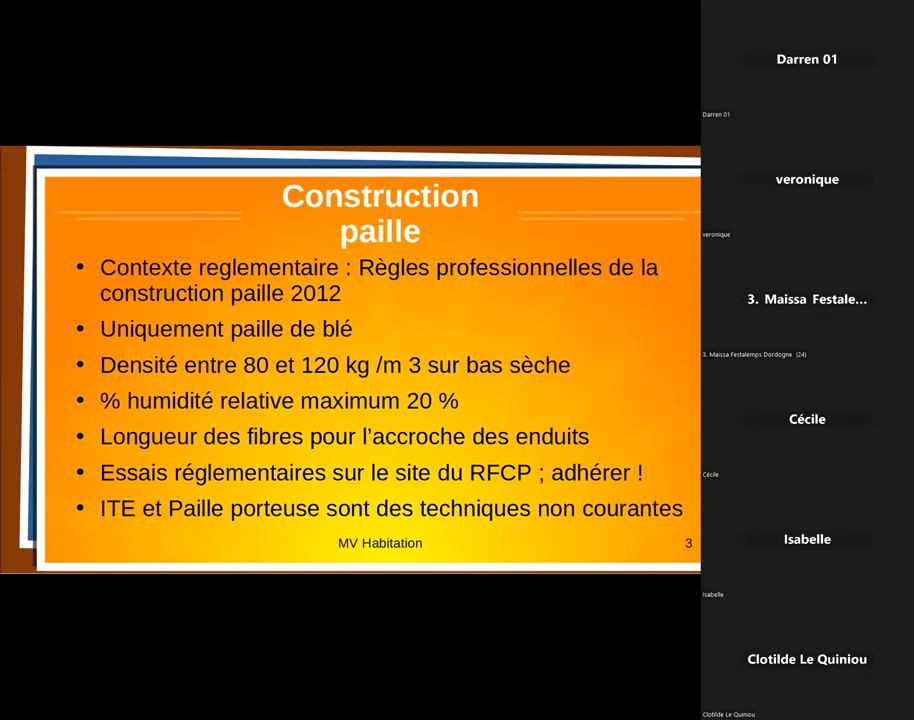 Construction
paille
• Contexte reglementaire : Règles professionnelles de la
construction paille 2012
• Uniquement paille de blé
• Densité entre 80 et 120 kg /m 3 sur bas sèche
• % humidité relative maximum 20 %
• Longueur des fibres pour l’accroche des enduits
• Essais réglementaires sur le site du RFCP ; adhérer !
• ITE et Paille porteuse sont des techniques non courantes
MV Habitation
3
Darren 01
Darren 01
veronique
veronique
3. Maissa Festale...
3. Maissa Festalemps Dordogne (24)
Cécile
Cécile
Isabelle
Isabelle
Clotilde Le Quiniou
Clotilde Le Quiniou